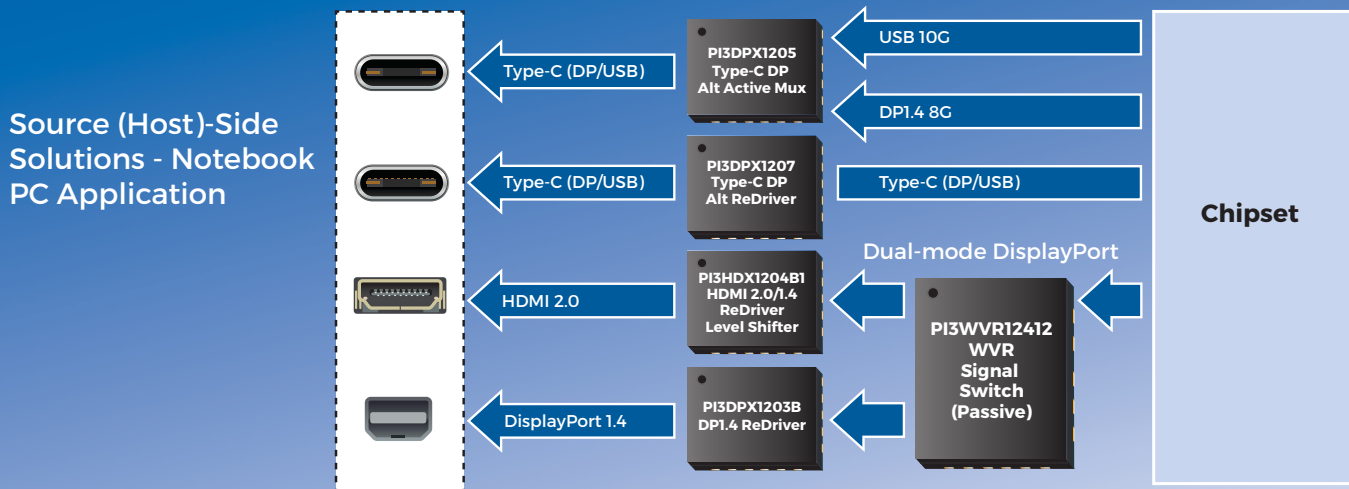 Source (Host)-Side
Solutions - Notebook
PC Application
Type-C (DP/USB)
PI3DPX1205
Type-C DP
Alt Active Mux
USB 10G
DP1.4 8G
Type-C (DP/USB)
PI3DPX1207
Type-C DP
Alt ReDriver
Type-C (DP/USB)
Chipset
Dual-mode DisplayPort
HDMI 2.0
PI3HDX1204B1
HDMI 2.0/1.4
ReDriver
Level Shifter
PI3WVR12412
WVR
Signal
Switch
(Passive)
DisplayPort 1.4
PI3DPX1203B
DP1.4 ReDriver